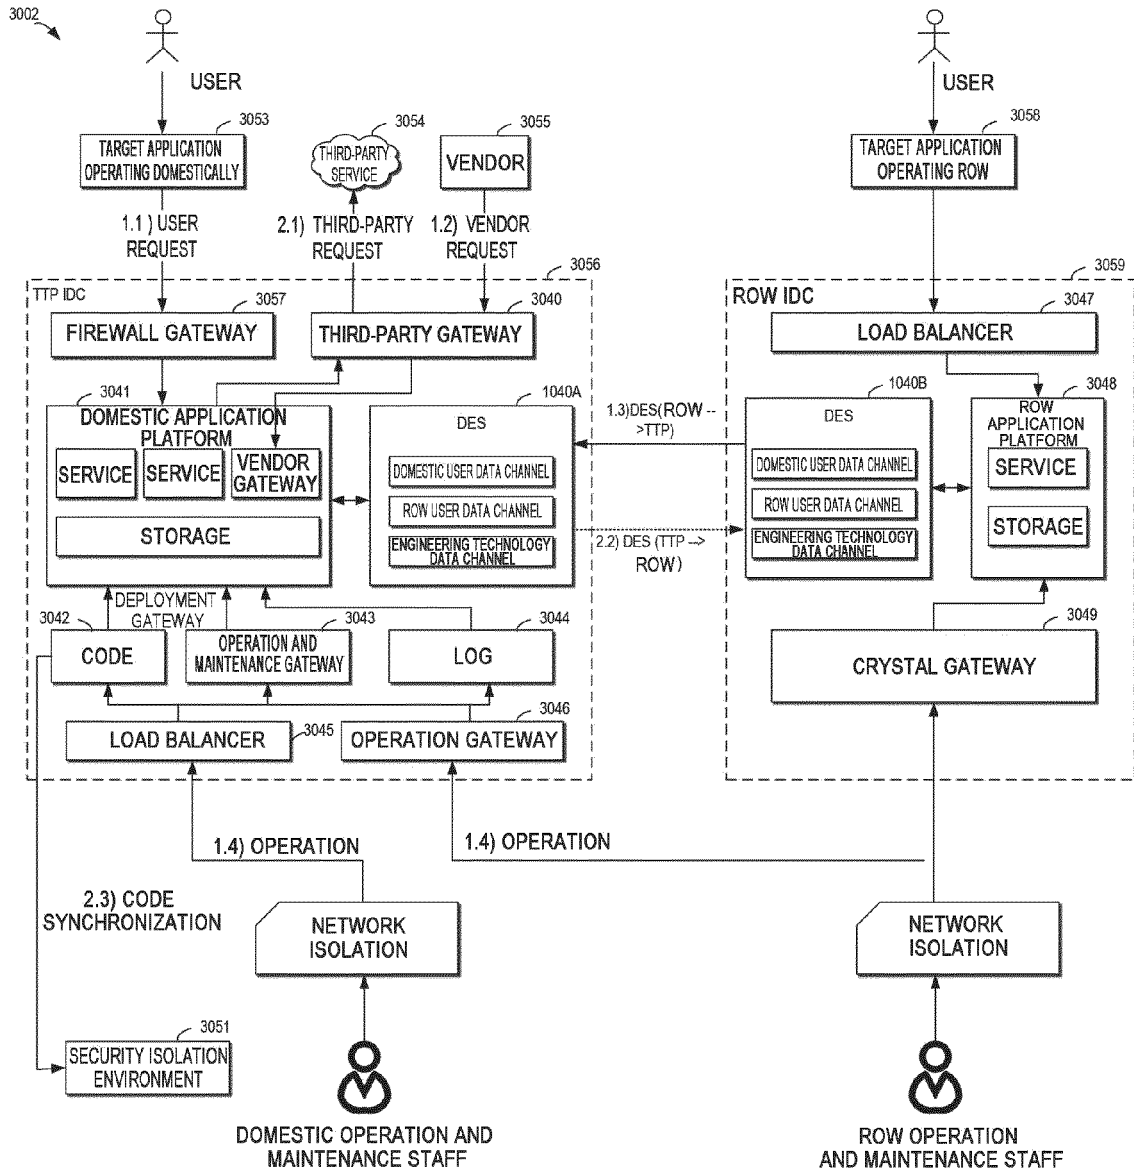 3002
USER
USER
3053
TARGET APPLICATION
OPERATING DOMESTICALLY
3054
THIRD-PARTY
SERVICE
3055
VENDOR
3058
TARGET APPLICATION
OPERATING ROW
1.1 ) USER
REQUEST
2.1) THIRD-PARTY
REQUEST
1.2) VENDOR
REQUEST
3056
TTP IDC
3057
FIREWALL GATEWAY
3040
THIRD-PARTY GATEWAY
3059
ROW IDC
3047
LOAD BALANCER
3041
DOMESTIC APPLICATION
PLATFORM
SERVICE
SERVICE
VENDOR
GATEWAY
STORAGE
1040A
DES
DOMESTIC USER DATA CHANNEL
ROW USER DATA CHANNEL
ENGINEERING TECHNOLOGY
DATA CHANNEL
1.3)DES(ROW --
>TTP)
2.2) DES (TTP -->
ROW )
1040B
DES
DOMESTIC USER DATA CHANNEL
ROW USER DATA CHANNEL
ENGINEERING TECHNOLOGY
DATA CHANNEL
3048
ROW
APPLICATION
PLATFORM
SERVICE
STORAGE
DEPLOYMENT
GATEWAY
3042
CODE
3043
OPERATION AND
MAINTENANCE GATEWAY
3044
LOG
3049
CRYSTAL GATEWAY
LOAD BALANCER
3045
3046
OPERATION GATEWAY
1.4) OPERATION
1.4) OPERATION
2.3) CODE
SYNCHRONIZATION
NETWORK
ISOLATION
NETWORK
ISOLATION
3051
SECURITY ISOLATION
ENVIRONMENT
DOMESTIC OPERATION AND
MAINTENANCE STAFF
ROW OPERATION
AND MAINTENANCE STAFF